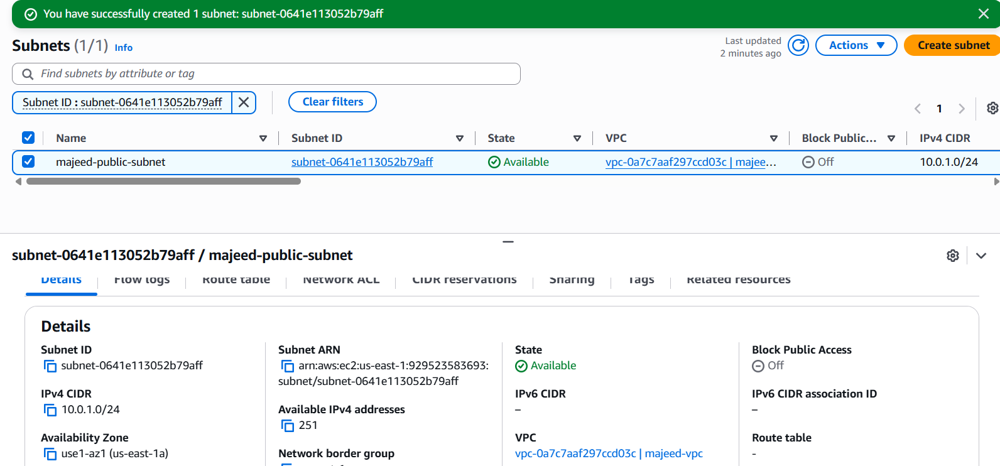 You have successfully created 1 subnet: subnet-0641e113052b79aff
Subnets (1/1) Info
Last updated
2 minutes ago
Actions
Create subnet
Find subnets by attribute or tag
Subnet ID : subnet-0641e113052b79aff
Clear filters
1
Name Subnet ID State VPC Block Public... IPv4 CIDR
majeed-public-subnet subnet-0641e113052b79aff Available vpc-0a7c7aaf297ccd03c | majee... Off 10.0.1.0/24
subnet-0641e113052b79aff / majeed-public-subnet
Details Flow logs Route table Network ACL CIDR reservations Sharing Tags Related resources
Details
Subnet ID
subnet-0641e113052b79aff
IPv4 CIDR
10.0.1.0/24
Availability Zone
use1-az1 (us-east-1a)
Subnet ARN
arn:aws:ec2:us-east-1:929523583693:
subnet/subnet-0641e113052b79aff
Available IPv4 addresses
251
Network border group
State
Available
IPv6 CIDR
–
VPC
vpc-0a7c7aaf297ccd03c | majeed-vpc
Block Public Access
Off
IPv6 CIDR association ID
–
Route table
-